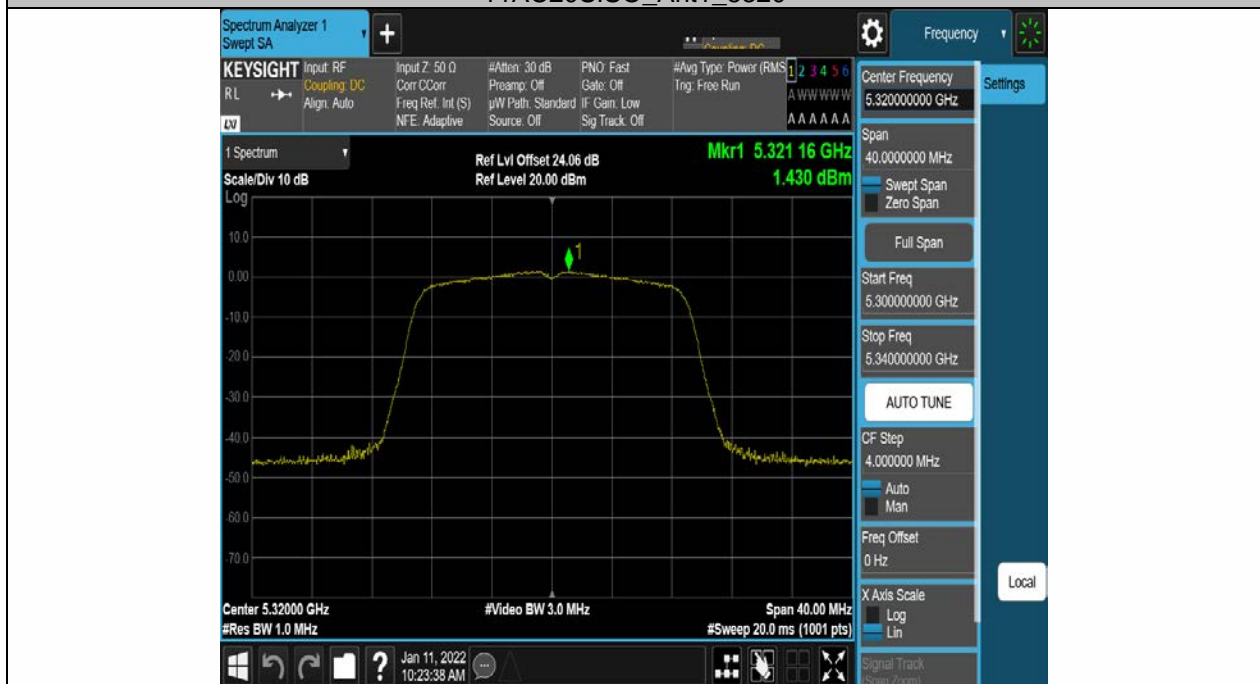 Spectrum Analyzer 1
Swept SA
Frequency
KEYSIGHT
Input: RF
Coupling: DC
Align: Auto
Input Z: 50 Ω
Corr CCorr
Freq Ref: Int (S)
NFE: Adaptive
#Atten: 30 dB
Preamp: Off
µW Path: Standard
Source: Off
PNO: Fast
Gate: Off
IF Gain: Low
Sig Track: Off
#Avg Type: Power (RMS
Trig: Free Run
1 2 3 4 5 6
A W W W W W
A A A A A A
R L
LXI
Center Frequency
5.320000000 GHz
Settings
Span
40.0000000 MHz
Swept Span
Zero Span
Full Span
Start Freq
5.300000000 GHz
Stop Freq
5.340000000 GHz
AUTO TUNE
CF Step
4.000000 MHz
Auto
Man
Freq Offset
0 Hz
X Axis Scale
Log
Lin
Signal Track
(Span Zoom)
Local
1 Spectrum
Scale/Div 10 dB
Log
Ref Lvl Offset 24.06 dB
Ref Level 20.00 dBm
Mkr1 5.321 16 GHz
1.430 dBm
1
10.0
0.00
-10.0
-20.0
-30.0
-40.0
-50.0
-60.0
-70.0
Center 5.32000 GHz
#Video BW 3.0 MHz
Span 40.00 MHz
#Res BW 1.0 MHz
#Sweep 20.0 ms (1001 pts)
Jan 11, 2022
10:23:38 AM